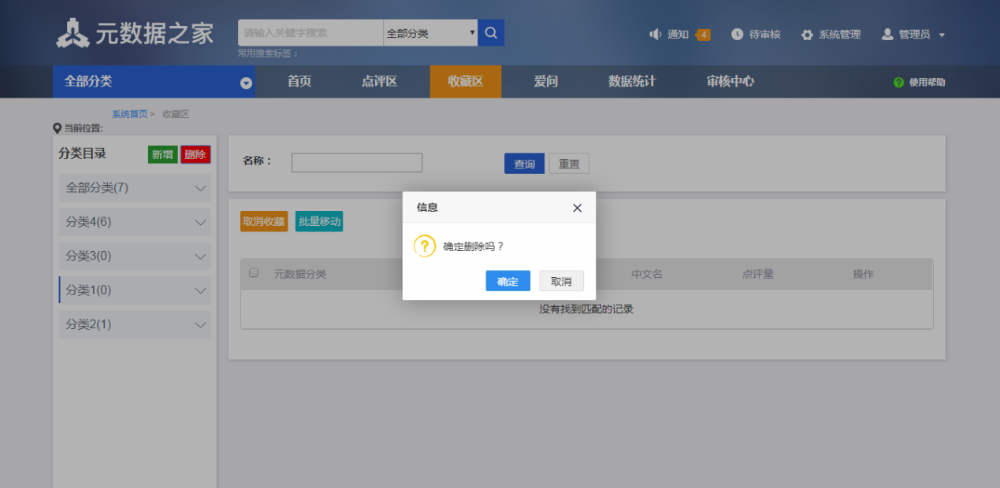 元数据之家
请输入关键字搜索 全部分类
常用搜索标签：
通知 4 待审核 系统管理 管理员
全部分类 首页 点评区 收藏区 爱问 数据统计 审核中心 ? 使用帮助
系统首页 > 收藏区
当前位置:
分类目录 新增 删除
全部分类(7)
分类4(6)
分类3(0)
分类1(0)
分类2(1)
名称： 查询 重置
取消收藏 批量移动
元数据分类 中文名 点评量 操作
没有找到匹配的记录
信息
? 确定删除吗？
确定 取消